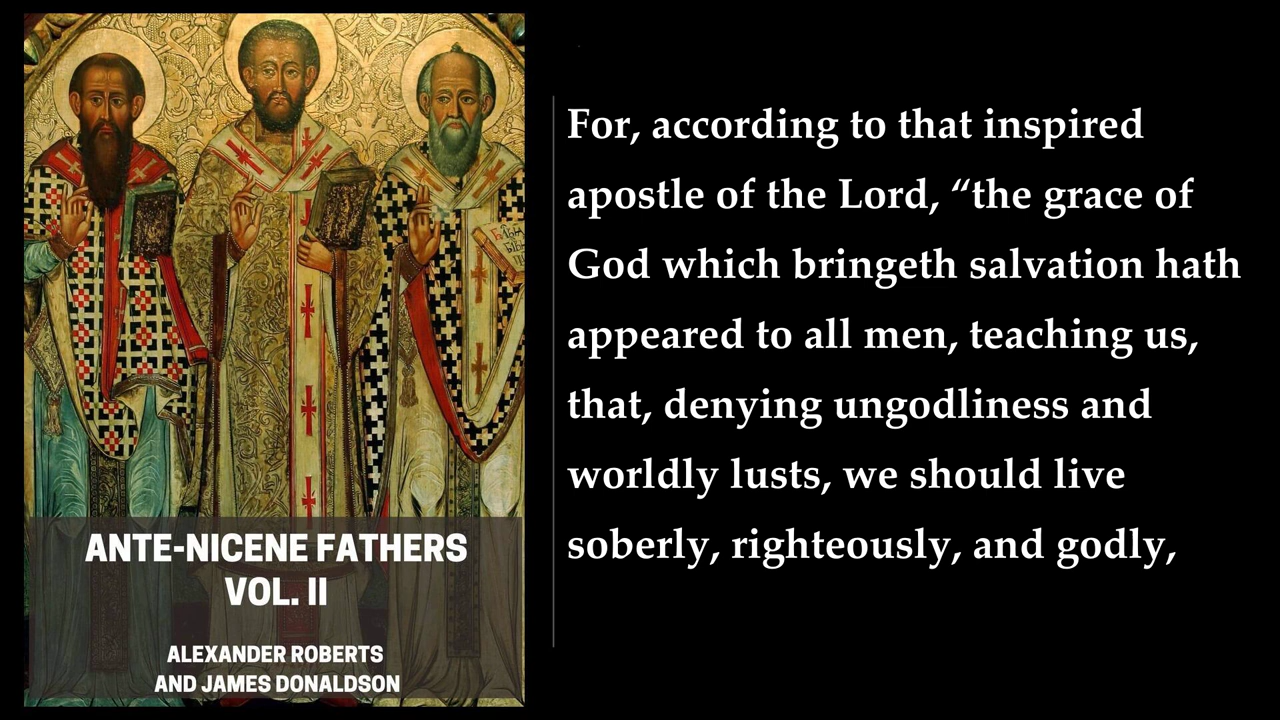 ANTE-NICENE FATHERS
VOL. II
ALEXANDER ROBERTS
AND JAMES DONALDSON
For, according to that inspired
apostle of the Lord, “the grace of
God which bringeth salvation hath
appeared to all men, teaching us,
that, denying ungodliness and
worldly lusts, we should live
soberly, righteously, and godly,